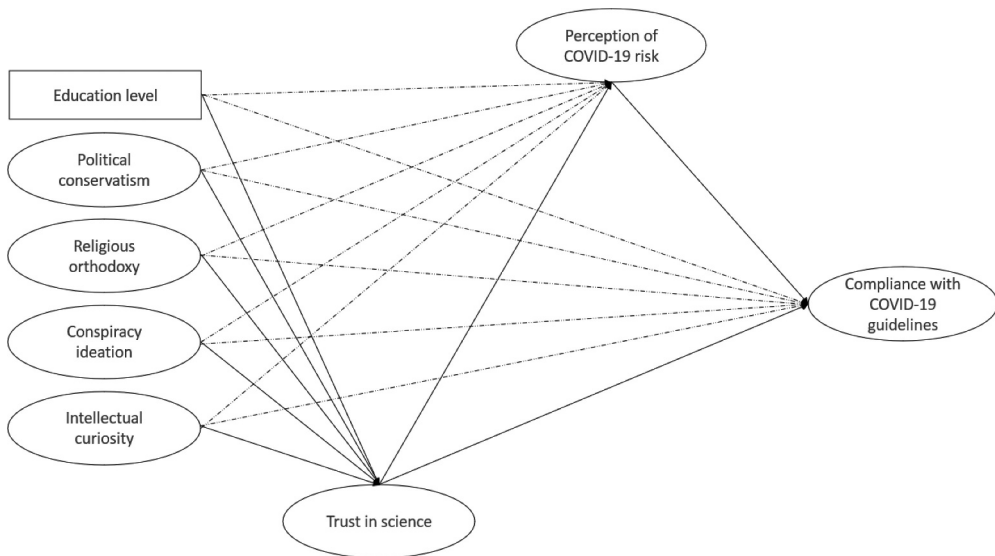 Perception of
COVID-19 risk
Education level
Political
conservatism
Religious
orthodoxy
Conspiracy
ideation
Intellectual
curiosity
Compliance with
COVID-19
guidelines
Trust in science